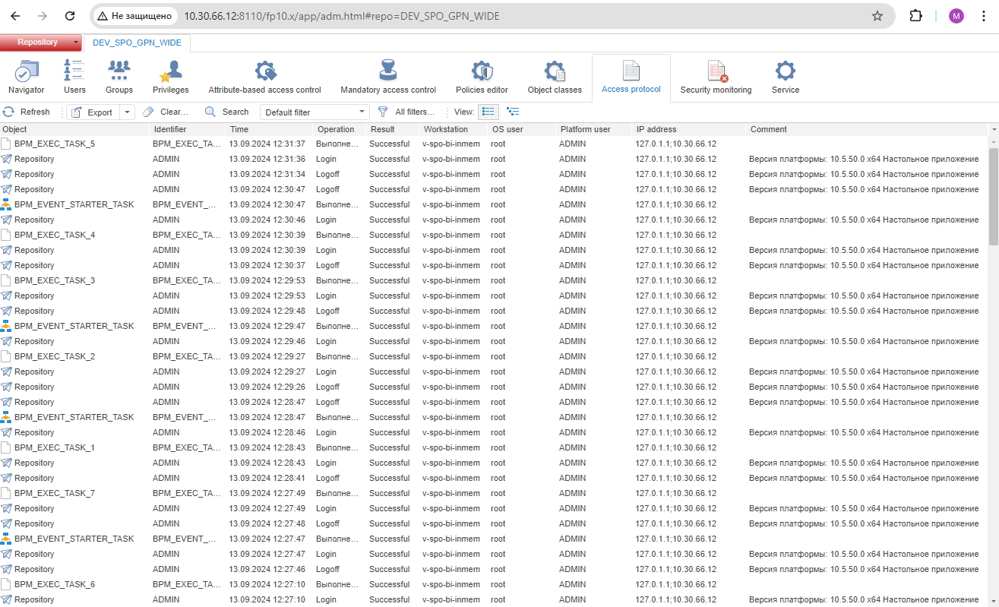 Не защищено 10.30.66.12:8110/fp10.x/app/adm.html#repo=DEV_SPO_GPN_WIDE M
Repository DEV_SPO_GPN_WIDE
Navigator Users Groups Privileges Attribute-based access control Mandatory access control Policies editor Object classes Access protocol Security monitoring Service
Refresh Export Clear... Search Default filter All filters... View:
Object Identifier Time Operation Result Workstation OS user Platform user IP address Comment
BPM_EXEC_TASK_5 BPM_EXEC_TA... 13.09.2024 12:31:37 Выполне... Successful v-spo-bi-inmem root ADMIN 127.0.1.1;10.30.66.12
Repository ADMIN 13.09.2024 12:31:36 Login Successful v-spo-bi-inmem root ADMIN 127.0.1.1;10.30.66.12 Версия платформы: 10.5.50.0 x64 Настольное приложение
Repository ADMIN 13.09.2024 12:31:34 Logoff Successful v-spo-bi-inmem root ADMIN 127.0.1.1;10.30.66.12 Версия платформы: 10.5.50.0 x64 Настольное приложение
Repository ADMIN 13.09.2024 12:30:47 Logoff Successful v-spo-bi-inmem root ADMIN 127.0.1.1;10.30.66.12 Версия платформы: 10.5.50.0 x64 Настольное приложение
BPM_EVENT_STARTER_TASK BPM_EVENT_... 13.09.2024 12:30:47 Выполне... Successful v-spo-bi-inmem root ADMIN 127.0.1.1;10.30.66.12
Repository ADMIN 13.09.2024 12:30:46 Login Successful v-spo-bi-inmem root ADMIN 127.0.1.1;10.30.66.12 Версия платформы: 10.5.50.0 x64 Настольное приложение
BPM_EXEC_TASK_4 BPM_EXEC_TA... 13.09.2024 12:30:39 Выполне... Successful v-spo-bi-inmem root ADMIN 127.0.1.1;10.30.66.12
Repository ADMIN 13.09.2024 12:30:39 Login Successful v-spo-bi-inmem root ADMIN 127.0.1.1;10.30.66.12 Версия платформы: 10.5.50.0 x64 Настольное приложение
Repository ADMIN 13.09.2024 12:30:37 Logoff Successful v-spo-bi-inmem root ADMIN 127.0.1.1;10.30.66.12 Версия платформы: 10.5.50.0 x64 Настольное приложение
BPM_EXEC_TASK_3 BPM_EXEC_TA... 13.09.2024 12:29:53 Выполне... Successful v-spo-bi-inmem root ADMIN 127.0.1.1;10.30.66.12
Repository ADMIN 13.09.2024 12:29:53 Login Successful v-spo-bi-inmem root ADMIN 127.0.1.1;10.30.66.12 Версия платформы: 10.5.50.0 x64 Настольное приложение
Repository ADMIN 13.09.2024 12:29:48 Logoff Successful v-spo-bi-inmem root ADMIN 127.0.1.1;10.30.66.12 Версия платформы: 10.5.50.0 x64 Настольное приложение
BPM_EVENT_STARTER_TASK BPM_EVENT_... 13.09.2024 12:29:47 Выполне... Successful v-spo-bi-inmem root ADMIN 127.0.1.1;10.30.66.12
Repository ADMIN 13.09.2024 12:29:46 Login Successful v-spo-bi-inmem root ADMIN 127.0.1.1;10.30.66.12 Версия платформы: 10.5.50.0 x64 Настольное приложение
BPM_EXEC_TASK_2 BPM_EXEC_TA... 13.09.2024 12:29:27 Выполне... Successful v-spo-bi-inmem root ADMIN 127.0.1.1;10.30.66.12
Repository ADMIN 13.09.2024 12:29:27 Login Successful v-spo-bi-inmem root ADMIN 127.0.1.1;10.30.66.12 Версия платформы: 10.5.50.0 x64 Настольное приложение
Repository ADMIN 13.09.2024 12:29:26 Logoff Successful v-spo-bi-inmem root ADMIN 127.0.1.1;10.30.66.12 Версия платформы: 10.5.50.0 x64 Настольное приложение
Repository ADMIN 13.09.2024 12:28:47 Logoff Successful v-spo-bi-inmem root ADMIN 127.0.1.1;10.30.66.12 Версия платформы: 10.5.50.0 x64 Настольное приложение
BPM_EVENT_STARTER_TASK BPM_EVENT_... 13.09.2024 12:28:47 Выполне... Successful v-spo-bi-inmem root ADMIN 127.0.1.1;10.30.66.12
Repository ADMIN 13.09.2024 12:28:46 Login Successful v-spo-bi-inmem root ADMIN 127.0.1.1;10.30.66.12 Версия платформы: 10.5.50.0 x64 Настольное приложение
BPM_EXEC_TASK_1 BPM_EXEC_TA... 13.09.2024 12:28:43 Выполне... Successful v-spo-bi-inmem root ADMIN 127.0.1.1;10.30.66.12
Repository ADMIN 13.09.2024 12:28:43 Login Successful v-spo-bi-inmem root ADMIN 127.0.1.1;10.30.66.12 Версия платформы: 10.5.50.0 x64 Настольное приложение
Repository ADMIN 13.09.2024 12:28:41 Logoff Successful v-spo-bi-inmem root ADMIN 127.0.1.1;10.30.66.12 Версия платформы: 10.5.50.0 x64 Настольное приложение
BPM_EXEC_TASK_7 BPM_EXEC_TA... 13.09.2024 12:27:49 Выполне... Successful v-spo-bi-inmem root ADMIN 127.0.1.1;10.30.66.12
Repository ADMIN 13.09.2024 12:27:49 Login Successful v-spo-bi-inmem root ADMIN 127.0.1.1;10.30.66.12 Версия платформы: 10.5.50.0 x64 Настольное приложение
Repository ADMIN 13.09.2024 12:27:48 Logoff Successful v-spo-bi-inmem root ADMIN 127.0.1.1;10.30.66.12 Версия платформы: 10.5.50.0 x64 Настольное приложение
BPM_EVENT_STARTER_TASK BPM_EVENT_... 13.09.2024 12:27:47 Выполне... Successful v-spo-bi-inmem root ADMIN 127.0.1.1;10.30.66.12
Repository ADMIN 13.09.2024 12:27:47 Login Successful v-spo-bi-inmem root ADMIN 127.0.1.1;10.30.66.12 Версия платформы: 10.5.50.0 x64 Настольное приложение
Repository ADMIN 13.09.2024 12:27:46 Logoff Successful v-spo-bi-inmem root ADMIN 127.0.1.1;10.30.66.12 Версия платформы: 10.5.50.0 x64 Настольное приложение
BPM_EXEC_TASK_6 BPM_EXEC_TA... 13.09.2024 12:27:10 Выполне... Successful v-spo-bi-inmem root ADMIN 127.0.1.1;10.30.66.12
Repository ADMIN 13.09.2024 12:27:10 Login Successful v-spo-bi-inmem root ADMIN 127.0.1.1;10.30.66.12 Версия платформы: 10.5.50.0 x64 Настольное приложение